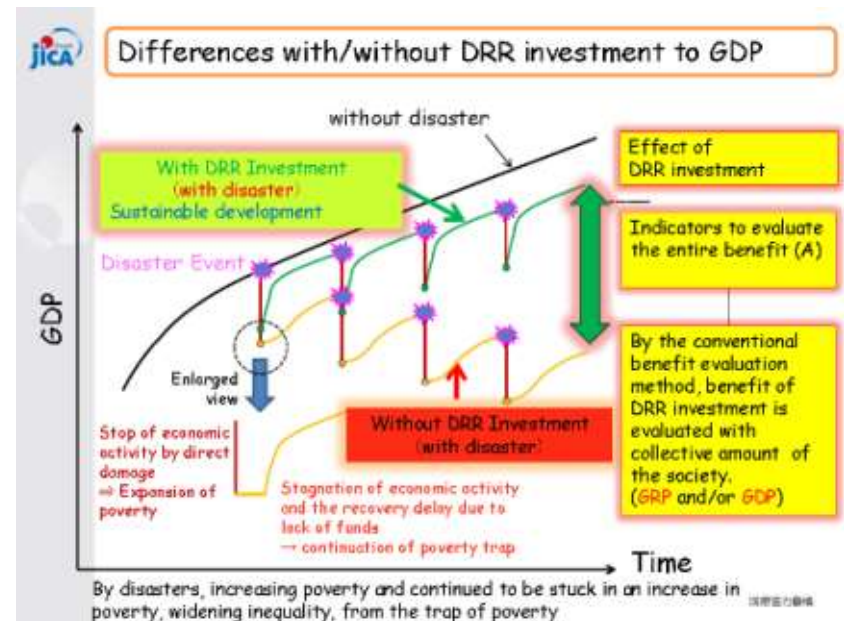 jICA
Differences with/without DRR investment to GDP
without disaster
With DRR Investment
(with disaster)
Sustainable development
Effect of
DRR investment
Indicators to evaluate
the entire benefit (A)
Disaster Event
GDP
By the conventional
benefit evaluation
method, benefit of
DRR investment is
evaluated with
collective amount of
the society.
(GRP and/or GDP)
Enlarged
view
Without DRR Investment
(with disaster)
Stop of economic
activity by direct
damage
⇒ Expansion of
poverty
Stagnation of economic activity
and the recovery delay due to
lack of funds
→ continuation of poverty trap
Time
By disasters, increasing poverty and continued to be stuck in an increase in
poverty, widening inequality, from the trap of poverty